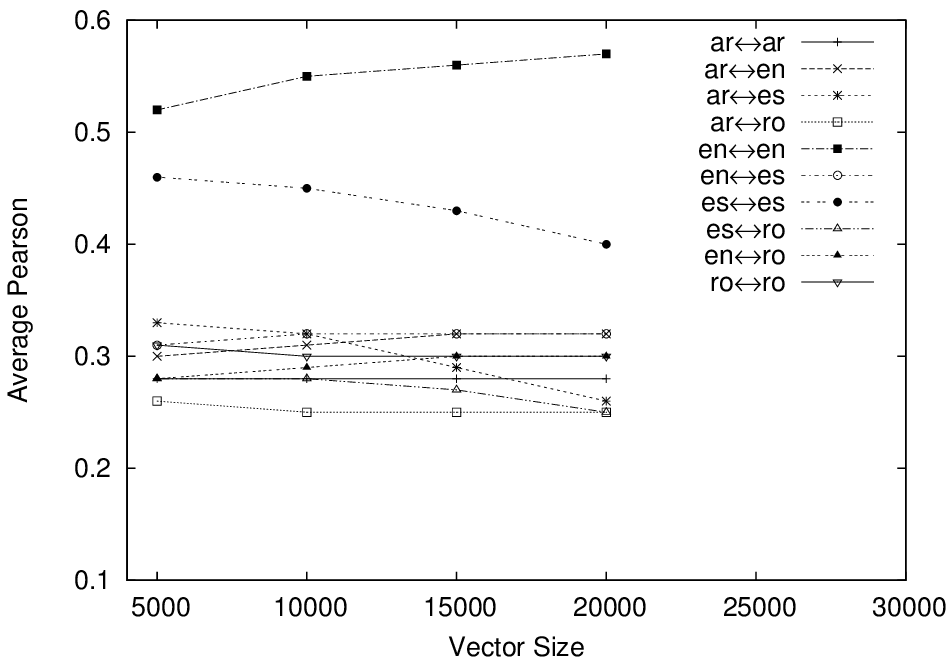 0.6
0.5
0.4
0.3
0.2
0.1
5000 10000 15000 20000 25000 30000
Average Pearson
Vector Size
ar↔ar
ar↔en
ar↔es
ar↔ro
en↔en
en↔es
es↔es
es↔ro
en↔ro
ro↔ro